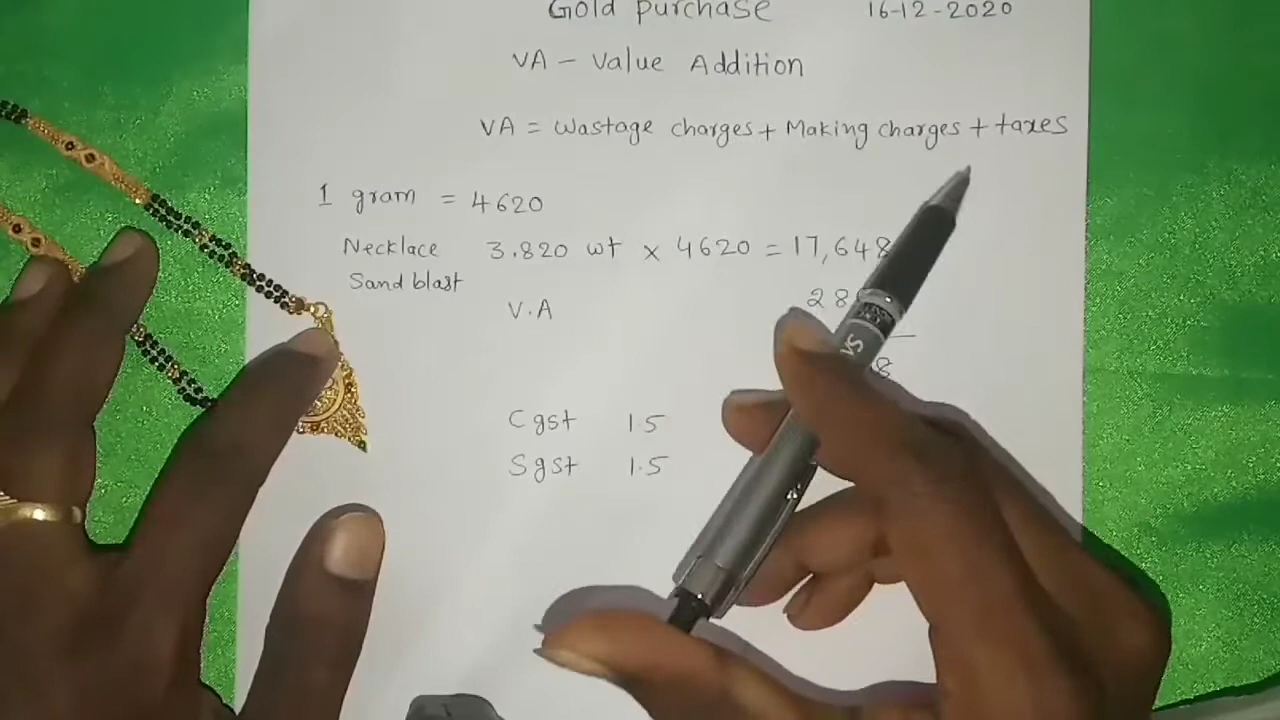 Gold purchase 16-12-2020
VA - Value Addition
VA = Wastage charges + Making charges + taxes
1 gram = 4620
Necklace 3.820 wt x 4620 = 17,648
Sand blast
V.A
Cgst 1.5
Sgst 1.5